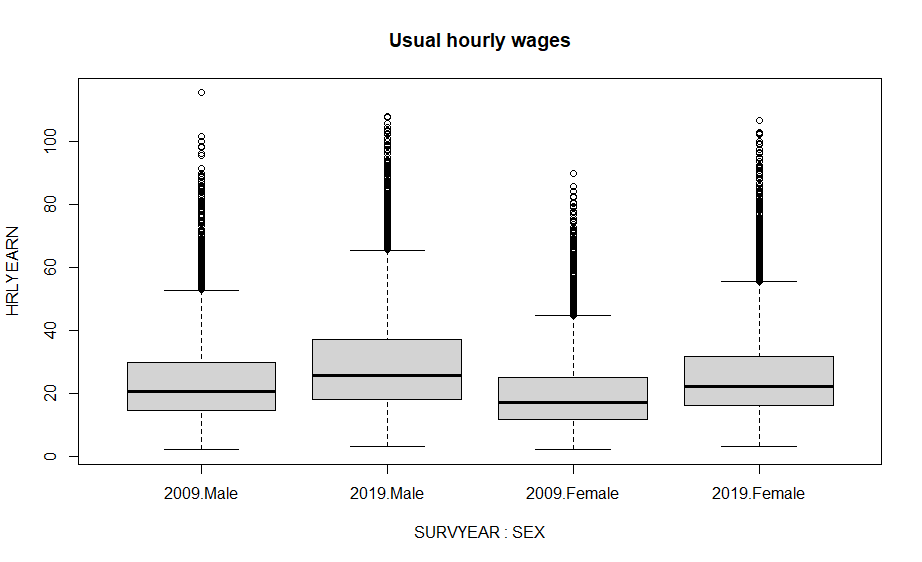 Usual hourly wages
HRLYEARN
100
80
60
40
20
0
2009.Male 2019.Male 2009.Female 2019.Female
SURVYEAR : SEX